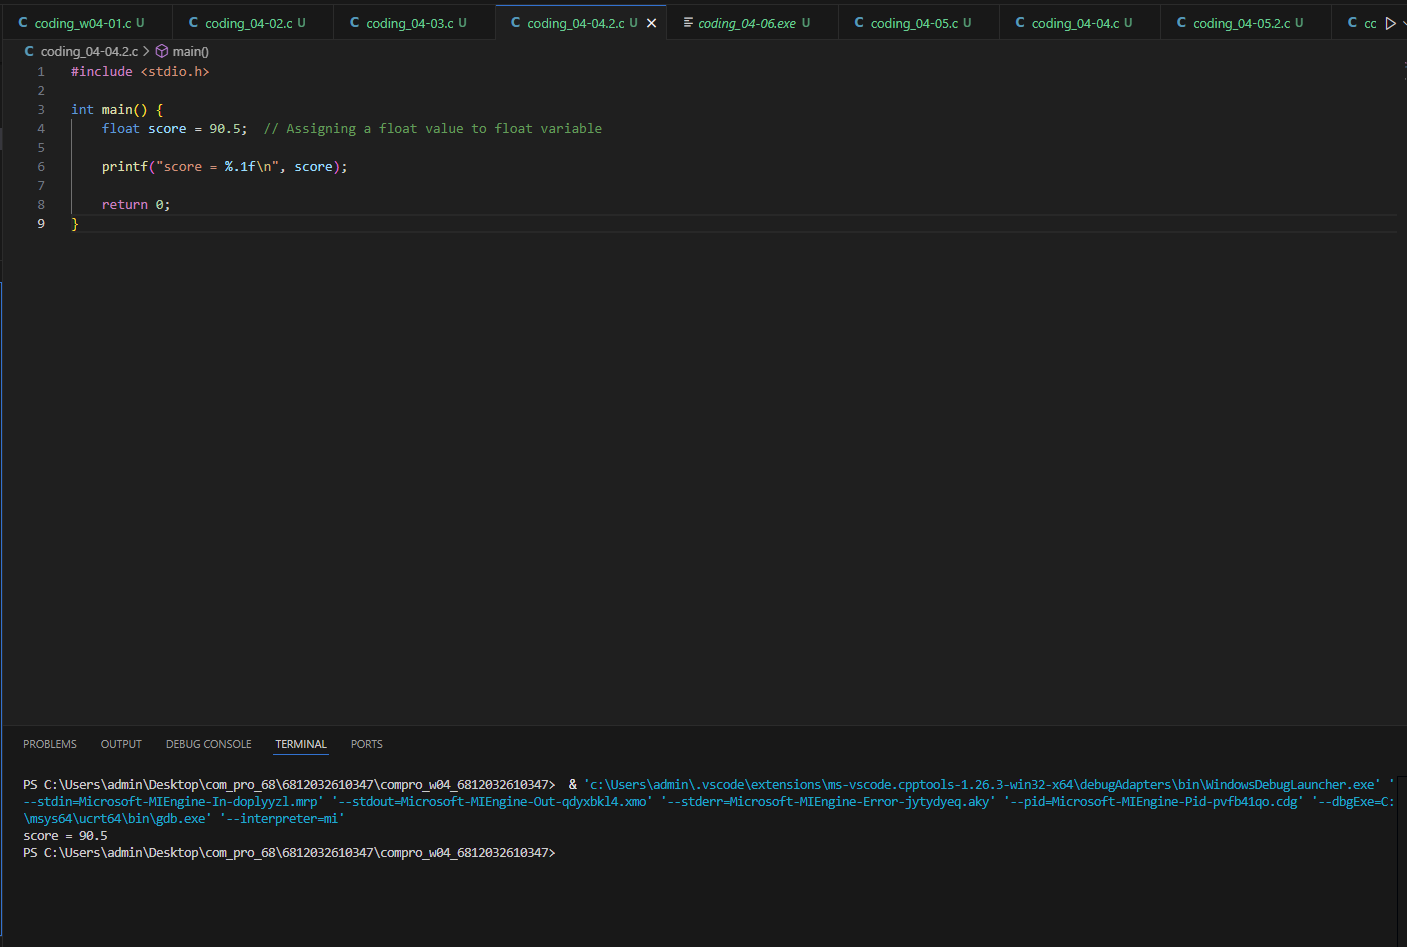 C coding_w04-01.c U C coding_04-02.c U C coding_04-03.c U C coding_04-04.2.c U × coding_04-06.exe U C coding_04-05.c U C coding_04-04.c U C coding_04-05.2.c U C cc
C coding_04-04.2.c > main()
1 #include <stdio.h>
2
3 int main() {
4 float score = 90.5;  // Assigning a float value to float variable
5
6 printf("score = %.1f\n", score);
7
8 return 0;
9 }
PROBLEMS OUTPUT DEBUG CONSOLE TERMINAL PORTS
PS C:\Users\admin\Desktop\com_pro_68\6812032610347\compro_w04_6812032610347>  & 'c:\Users\admin\.vscode\extensions\ms-vscode.cpptools-1.26.3-win32-x64\debugAdapters\bin\WindowsDebugLauncher.exe' '
--stdin=Microsoft-MIEngine-In-doplyyzl.mrp' '--stdout=Microsoft-MIEngine-Out-qdyxbkl4.xmo' '--stderr=Microsoft-MIEngine-Error-jytydyeq.aky' '--pid=Microsoft-MIEngine-Pid-pvfb41qo.cdg' '--dbgExe=C:
\msys64\ucrt64\bin\gdb.exe' '--interpreter=mi'
score = 90.5
PS C:\Users\admin\Desktop\com_pro_68\6812032610347\compro_w04_6812032610347>